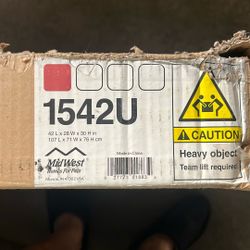 1542U
42 L x 28 W x 30 H in
107 L x 71 W x 76 H cm
MidWest
Homes For Pets
Made in China
CAUTION
Heavy object
Team lift required